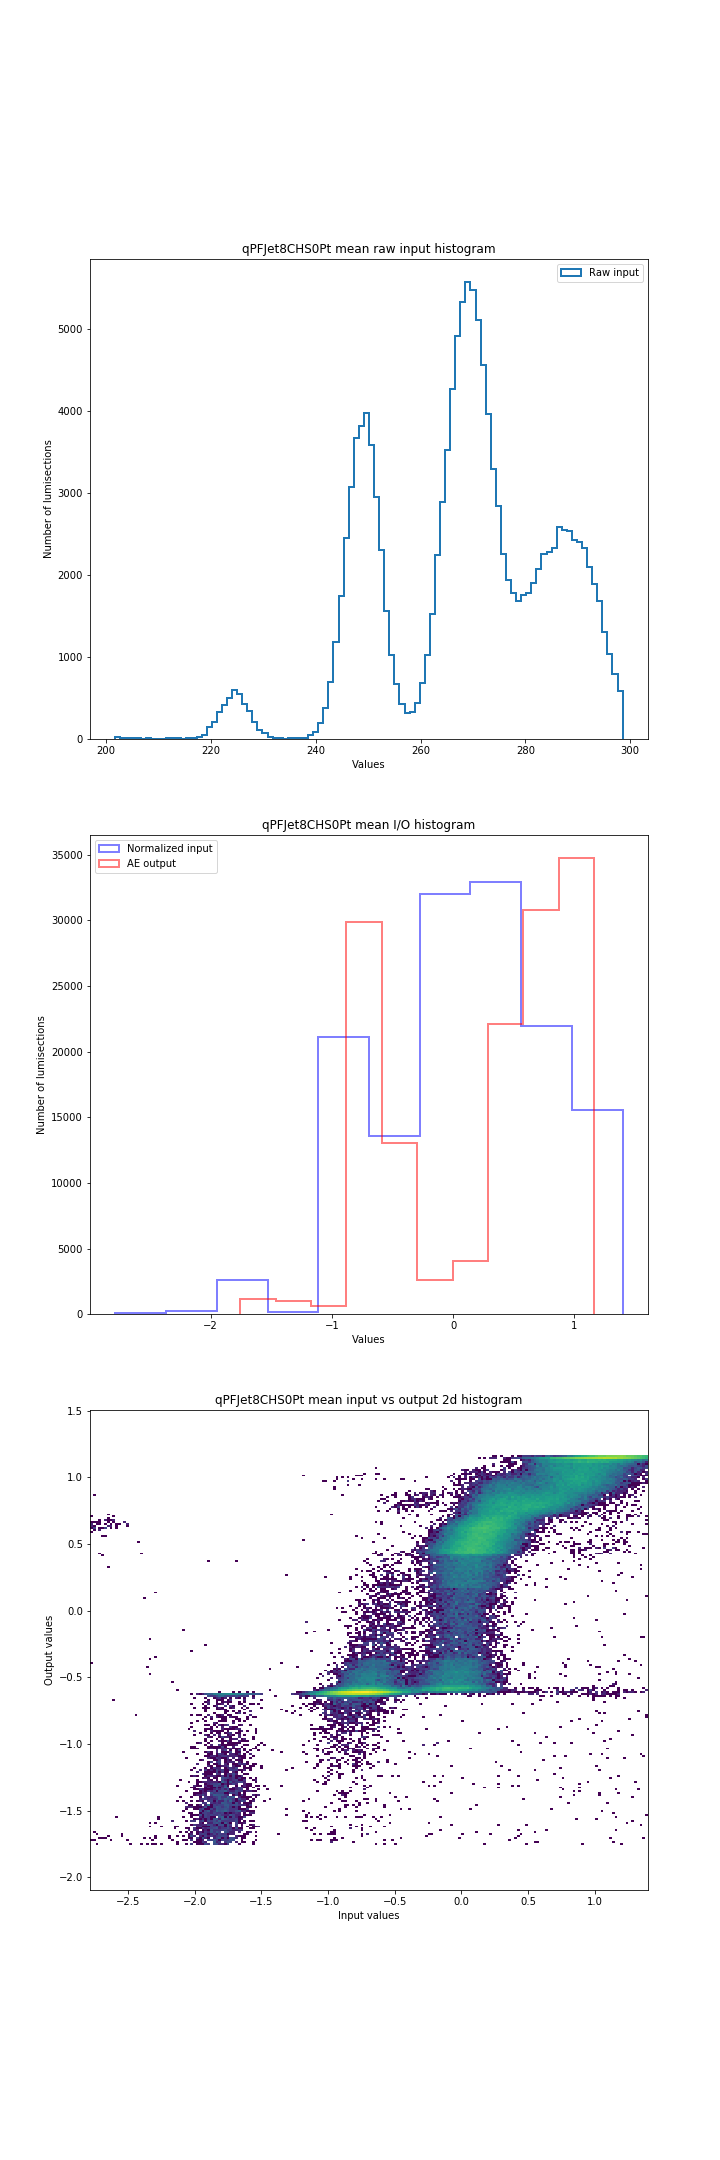 qPFJet8CHS0Pt mean raw input histogram
Raw input
5000
4000
3000
2000
1000
0
Number of lumisections
200 220 240 260 280 300
Values
qPFJet8CHS0Pt mean I/O histogram
Normalized input
AE output
35000
30000
25000
20000
15000
10000
5000
0
Number of lumisections
−2 −1 0 1
Values
qPFJet8CHS0Pt mean input vs output 2d histogram
1.5
1.0
0.5
0.0
−0.5
−1.0
−1.5
−2.0
Output values
−2.5 −2.0 −1.5 −1.0 −0.5 0.0 0.5 1.0
Input values